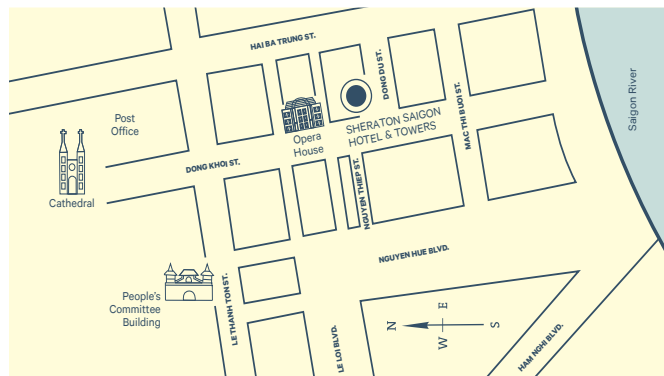 HAI BA TRUNG ST.
DONG DU ST.
MAC THI BUOI ST.
Saigon River
Post
Office
Opera
House
SHERATON SAIGON
HOTEL & TOWERS
DONG KHOI ST.
Cathedral
NGUYEN THIEP ST.
NGUYEN HUE BLVD.
People's
Committee
Building
LE THANH TON ST.
LE LOI BLVD.
HAM NGHI BLVD.
N
E
W
S